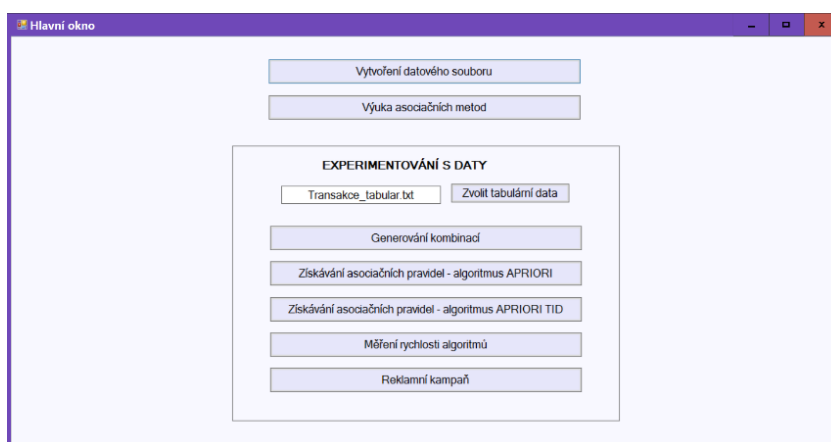 Hlavní okno
Vytvoření datového souboru
Výuka asociačních metod
EXPERIMENTOVÁNÍ S DATY
Transakce_tabular.txt Zvolit tabulární data
Generování kombinací
Získávání asociačních pravidel - algoritmus APRIORI
Získávání asociačních pravidel - algoritmus APRIORI TID
Měření rychlosti algoritmů
Reklamní kampaň